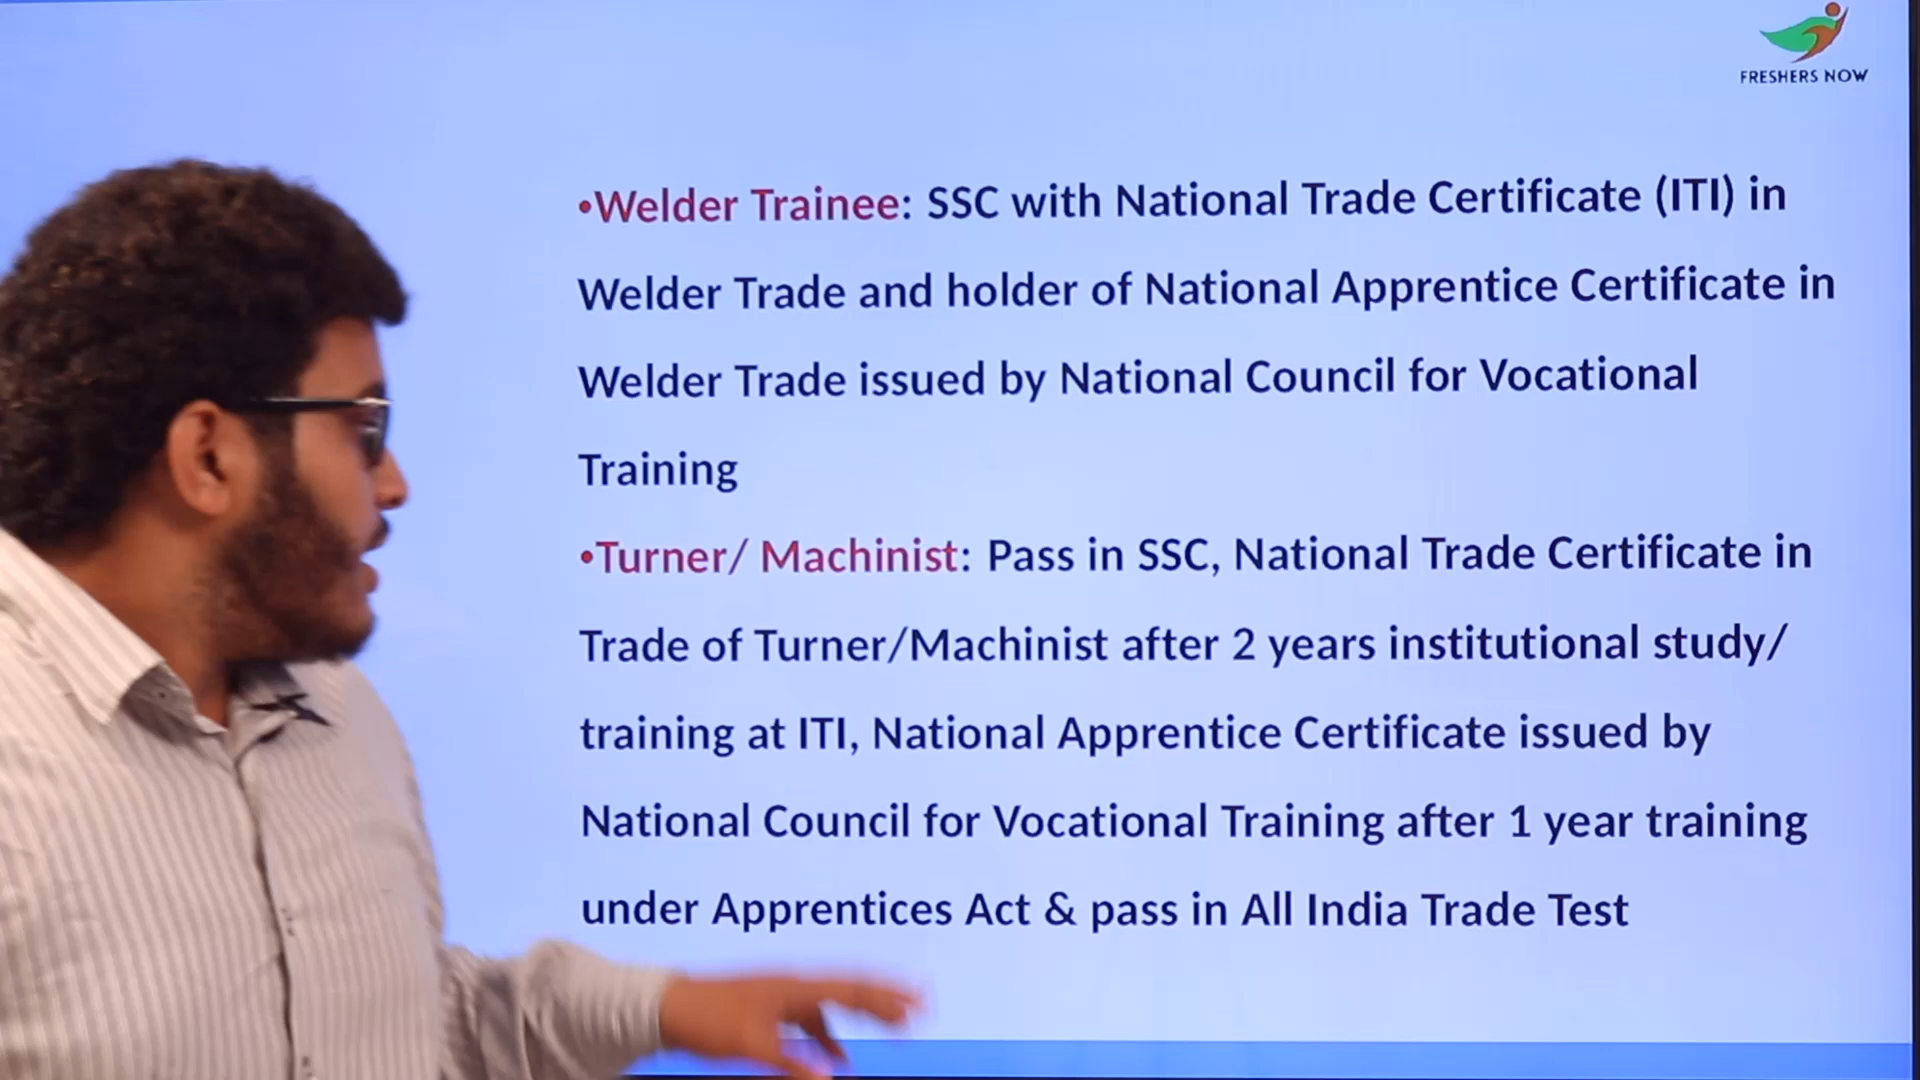 FRESHERS NOW
•Welder Trainee: SSC with National Trade Certificate (ITI) in
Welder Trade and holder of National Apprentice Certificate in
Welder Trade issued by National Council for Vocational
Training
•Turner/ Machinist: Pass in SSC, National Trade Certificate in
Trade of Turner/Machinist after 2 years institutional study/
training at ITI, National Apprentice Certificate issued by
National Council for Vocational Training after 1 year training
under Apprentices Act & pass in All India Trade Test